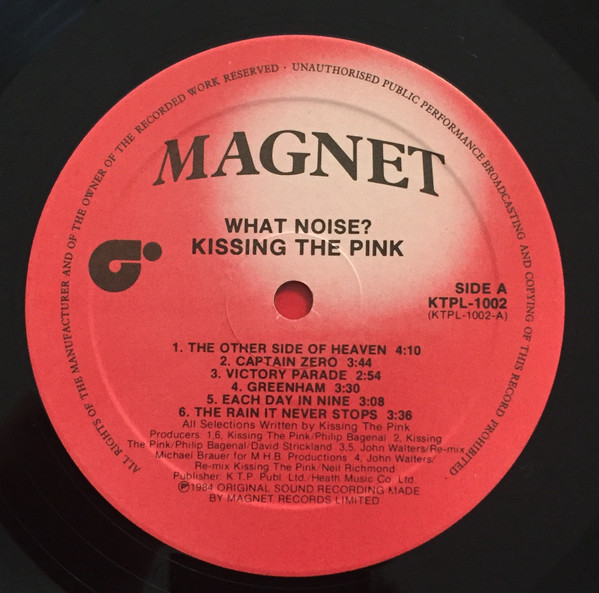 ALL RIGHTS OF THE MANUFACTURER AND OF THE OWNER OF THE RECORDED WORK RESERVED · UNAUTHORISED PUBLIC PERFORMANCE BROADCASTING AND COPYING OF THIS RECORD PROHIBITED
MAGNET
WHAT NOISE?
KISSING THE PINK
SIDE A
KTPL-1002
(KTPL-1002-A)
1. THE OTHER SIDE OF HEAVEN 4:10
2. CAPTAIN ZERO 3:44
3. VICTORY PARADE 2:54
4. GREENHAM 3:30
5. EACH DAY IN NINE 3:08
6. THE RAIN IT NEVER STOPS 3:36
All Selections Written by Kissing The Pink
Producers: 1,6, Kissing The Pink/Philip Bagenal 2, Kissing
The Pink/Philip Bagenal/David Strickland 3,5, John Walters/Re-mix
Michael Brauer for M.H.B. Productions 4, John Walters/
Re-mix Kissing The Pink/Neil Richmond
Publisher: K.T.P. Publ. Ltd./Heath Music Co. Ltd.
Ⓟ1984 ORIGINAL SOUND RECORDING MADE
BY MAGNET RECORDS LIMITED